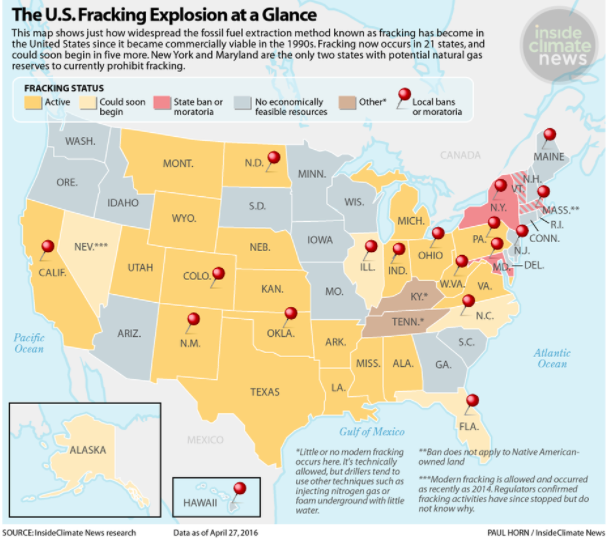 The U.S. Fracking Explosion at a Glance
This map shows just how widespread the fossil fuel extraction method known as fracking has become in
the United States since it became commercially viable in the 1990s. Fracking now occurs in 21 states, and
could soon begin in five more. New York and Maryland are the only two states with potential natural gas
reserves to currently prohibit fracking.
inside
climate
news
FRACKING STATUS
Active
Could soon
begin
State ban or
moratoria
No economically
feasible resources
Other*
Local bans
or moratoria
CANADA
WASH.
MONT.
N.D.
MINN.
MAINE
ORE.
IDAHO
S.D.
WIS.
MICH.
N.Y.
VT.
N.H.
MASS.**
R.I.
CONN.
WYO.
NEB.
IOWA
PA.
N.J.
NEV.***
UTAH
COLO.
ILL.
IND.
OHIO
MD.
DEL.
CALIF.
KAN.
MO.
KY.*
W.VA.
VA.
ARIZ.
N.M.
OKLA.
ARK.
TENN.*
N.C.
S.C.
Pacific
Ocean
TEXAS
LA.
MISS.
ALA.
GA.
Atlantic
Ocean
FLA.
MEXICO
Gulf of Mexico
ALASKA
HAWAII
*Little or no modern fracking
occurs here. It's technically
allowed, but drillers tend to
use other techniques such as
injecting nitrogen gas or
foam underground with little
water.
**Ban does not apply to Native American-
owned land
***Modern fracking is allowed and occurred
as recently as 2014. Regulators confirmed
fracking activities have since stopped but do
not know why.
SOURCE: InsideClimate News research
Data as of April 27, 2016
PAUL HORN / InsideClimate News